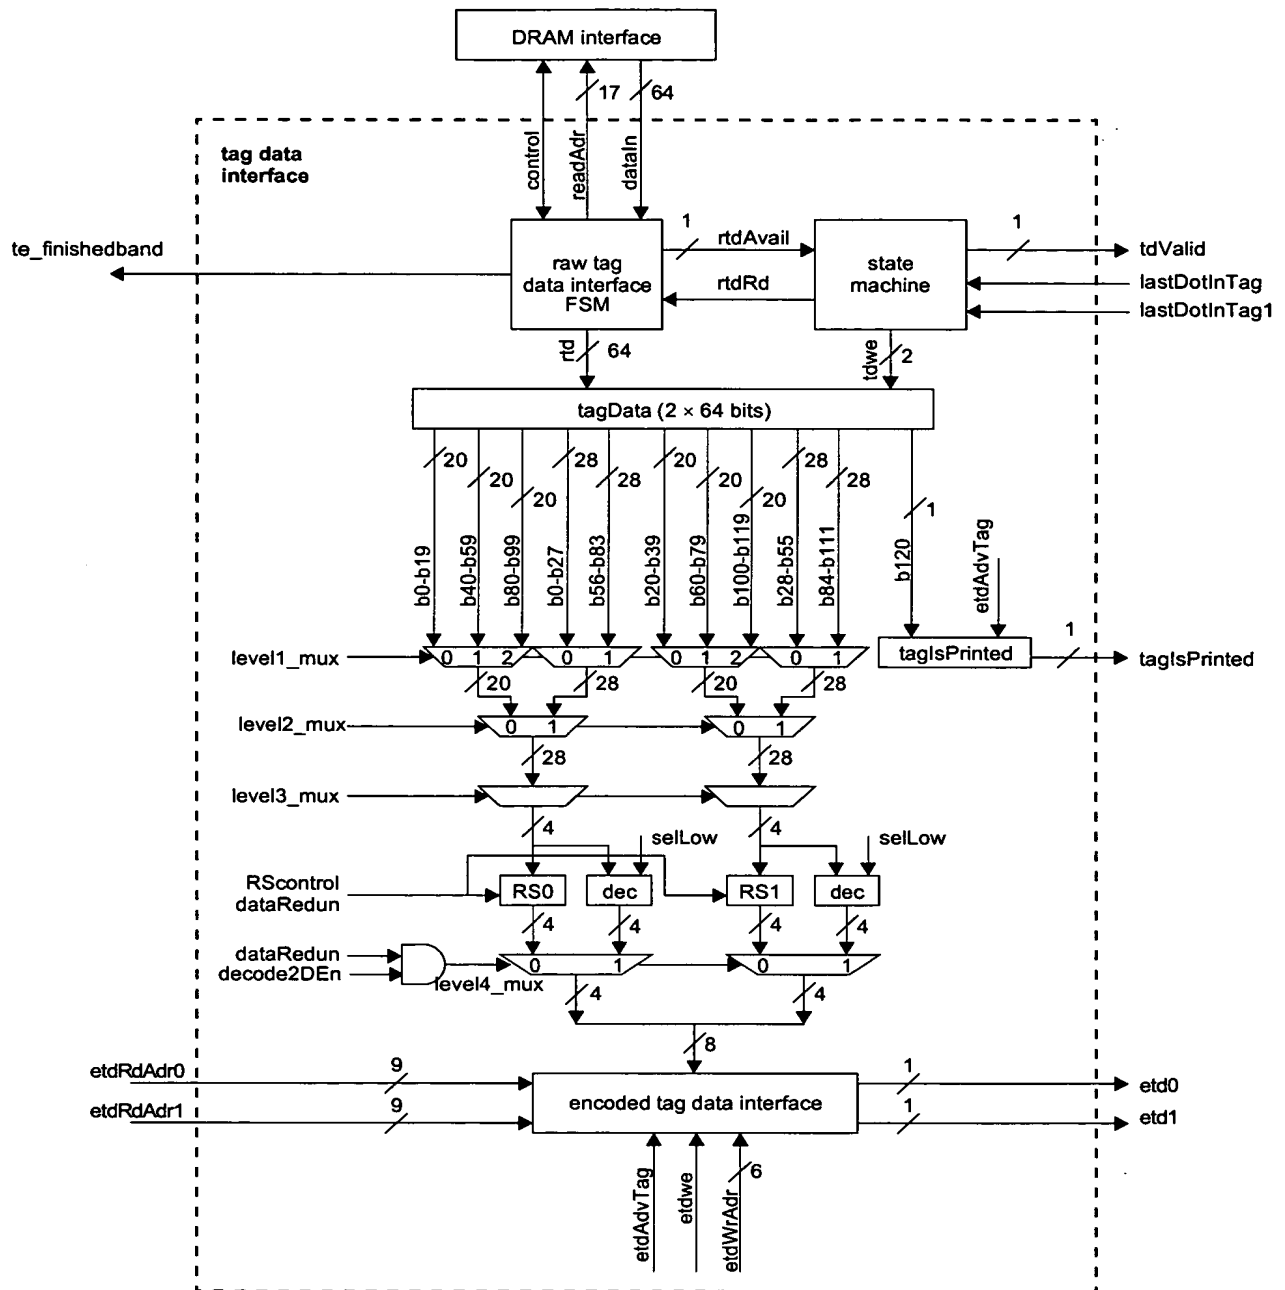 DRAM interface
17
64
control
readAdr
dataIn
tag data
interface
te_finishedband
raw tag
data interface
FSM
1
rtdAvail
rtdRd
state
machine
1
tdValid
lastDotInTag
lastDotInTag1
rtd
64
tdwe
2
tagData (2 × 64 bits)
20
20
20
28
28
20
20
20
28
28
1
b0-b19
b40-b59
b80-b99
b0-b27
b56-b83
b20-b39
b60-b79
b100-b119
b28-b55
b84-b111
b120
etdAdvTag
level1_mux
0 1 2
0 1
0 1 2
0 1
tagIsPrinted
1
tagIsPrinted
20
28
20
28
level2_mux
0 1
0 1
28
28
level3_mux
4
4
selLow
selLow
RScontrol
dataRedun
RS0
dec
RS1
dec
4
4
4
4
dataRedun
decode2DEn
level4_mux
0 1
0 1
4
4
8
etdRdAdr0
9
etdRdAdr1
9
encoded tag data interface
1
etd0
1
etd1
etdAdvTag
etdwe
etdWrAdr
6